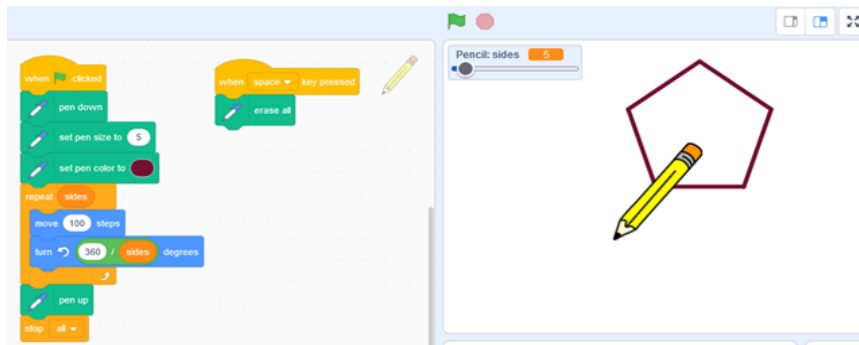 when clicked
pen down
set pen size to 5
set pen color to
repeat sides
move 100 steps
turn 360 / sides degrees
pen up
stop all
when space key pressed
erase all
Pencil: sides 5